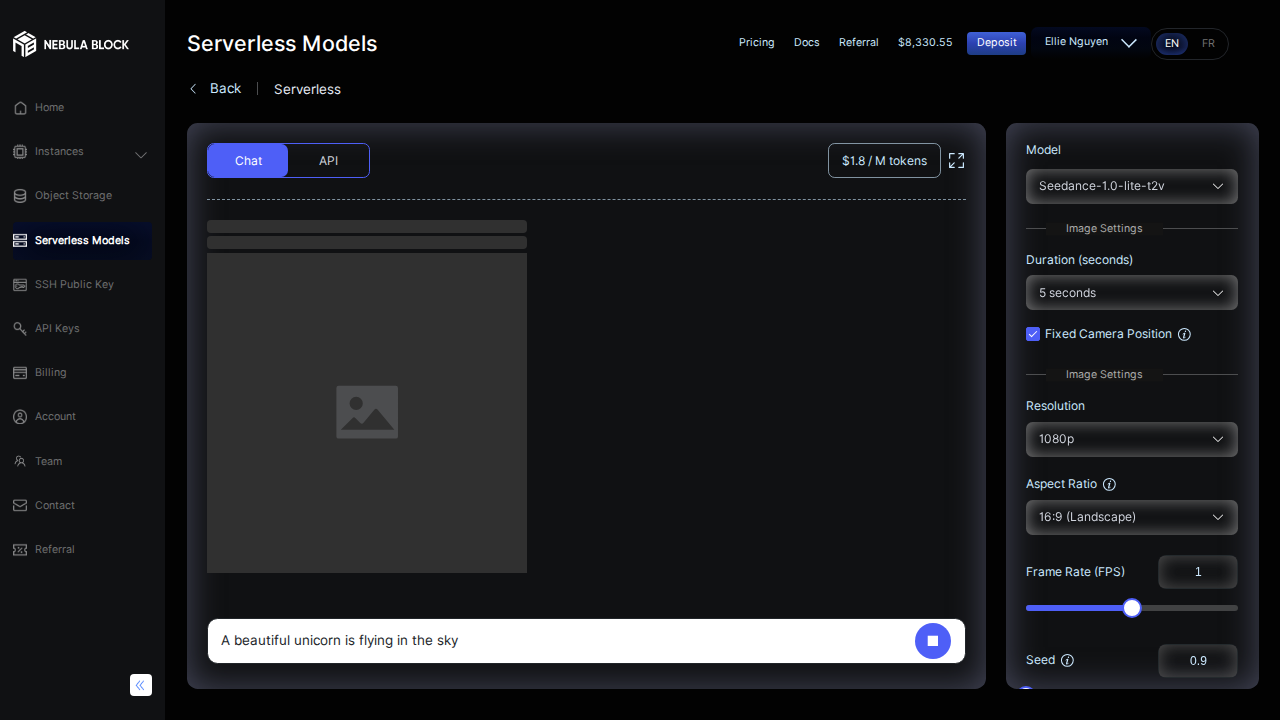 NEBULA BLOCK
Home
Instances
Object Storage
Serverless Models
SSH Public Key
API Keys
Billing
Account
Team
Contact
Referral
Serverless Models
Pricing
Docs
Referral
$8,330.55
Deposit
Ellie Nguyen
EN
FR
Back
Serverless
Chat
API
$1.8 / M tokens
A beautiful unicorn is flying in the sky
Model
Seedance-1.0-lite-t2v
Image Settings
Duration (seconds)
5 seconds
Fixed Camera Position
Image Settings
Resolution
1080p
Aspect Ratio
16:9 (Landscape)
Frame Rate (FPS)
1
Seed
0.9